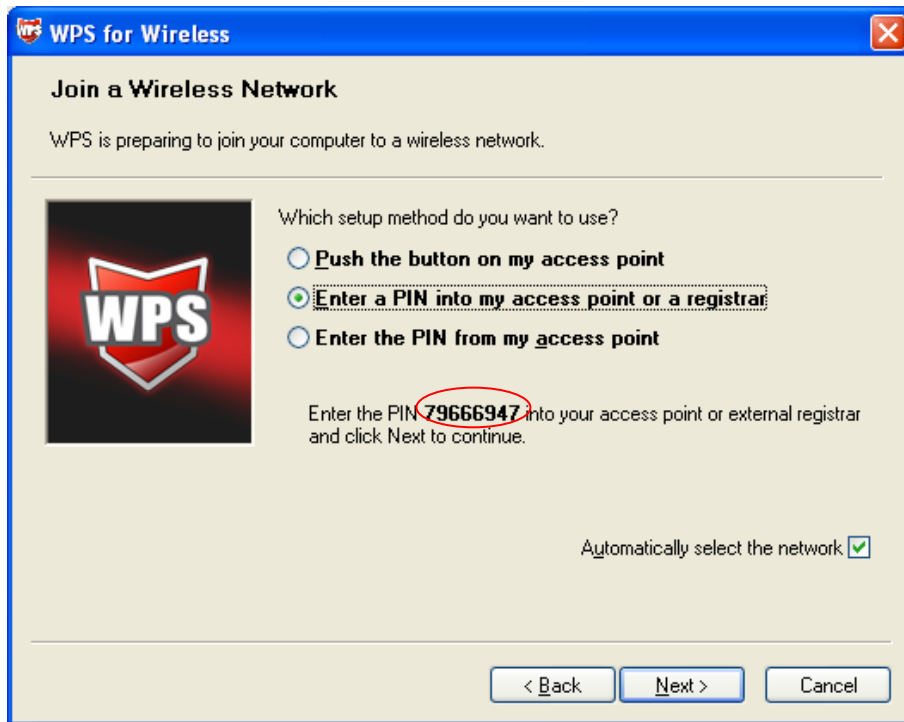 WPS for Wireless
Join a Wireless Network
WPS is preparing to join your computer to a wireless network.
Which setup method do you want to use?
Push the button on my access point
Enter a PIN into my access point or a registrar
Enter the PIN from my access point
WPS
Enter the PIN 79666947 into your access point or external registrar
and click Next to continue.
Automatically select the network
< Back
Next >
Cancel